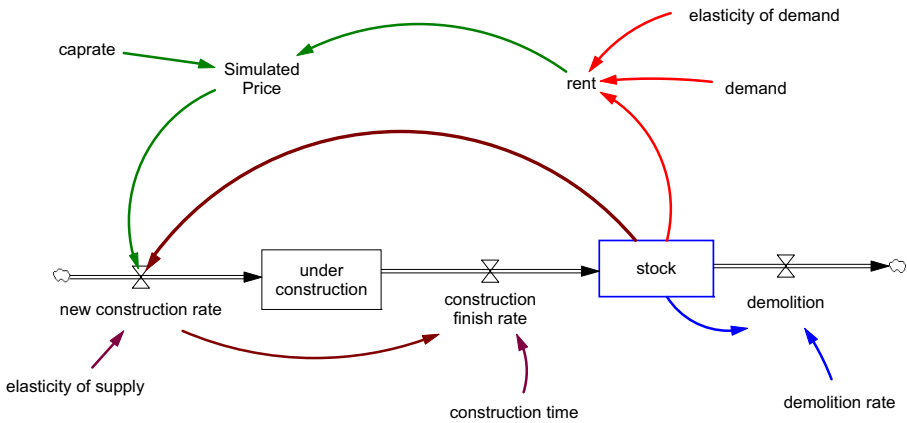 elasticity of demand
caprate
Simulated
Price
rent
demand
under
construction
stock
new construction rate
construction
finish rate
demolition
elasticity of supply
construction time
demolition rate